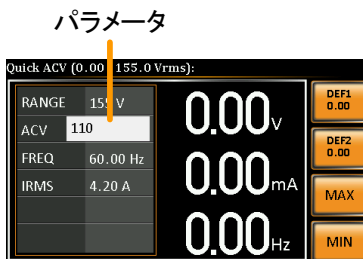 パラメータ
Quick ACV (0.00 155.0 Vrms):
RANGE 155 V
ACV 110
FREQ 60.00 Hz
IRMS 4.20 A
0.00V
0.00mA
0.00Hz
DEF1
0.00
DEF2
0.00
MAX
MIN